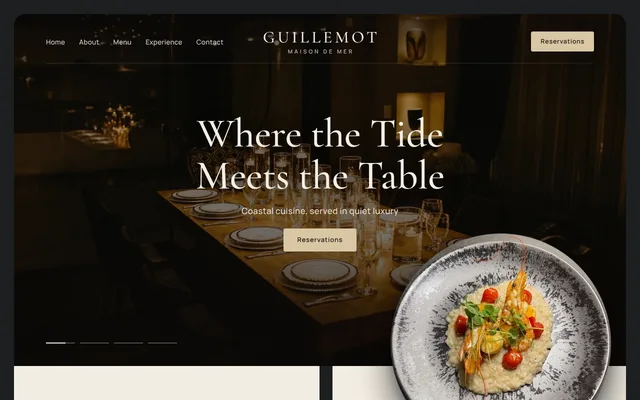 Home About Menu Experience Contact
GUILLEMOT
MAISON DE MER
Reservations
Where the Tide
Meets the Table
Coastal cuisine, served in quiet luxury
Reservations